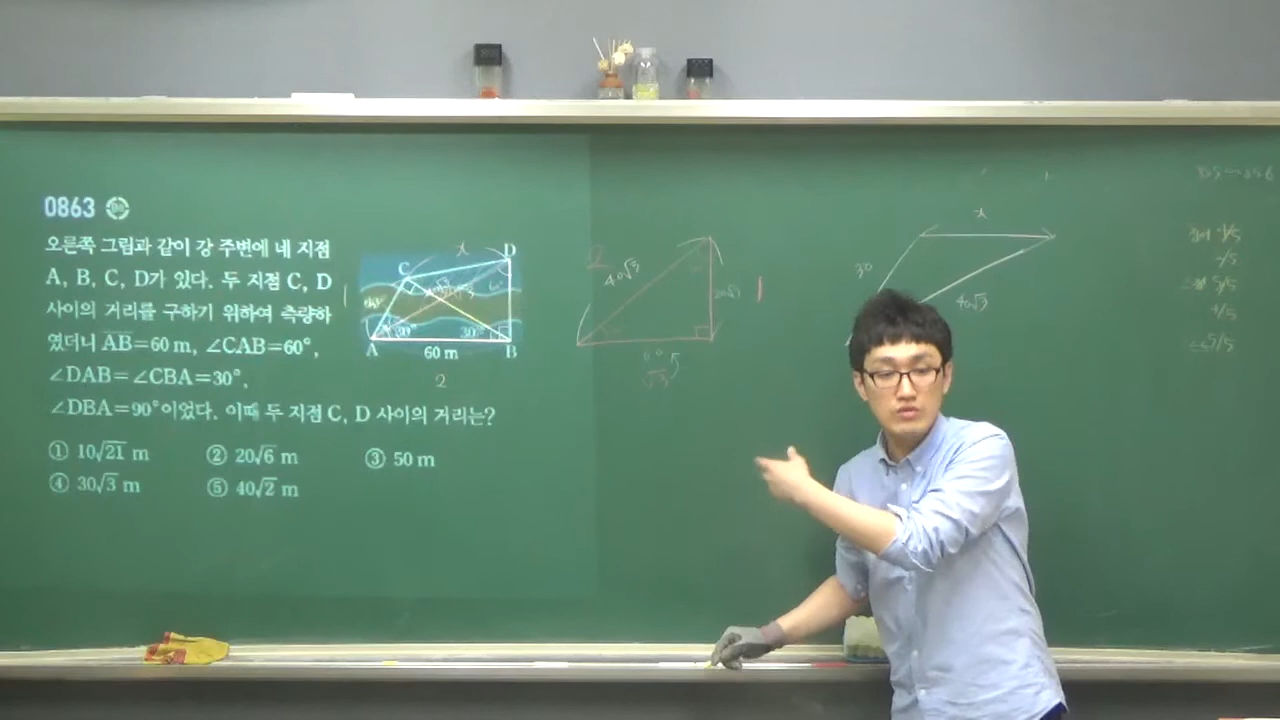 0863
오른쪽 그림과 같이 강 주변에 네 지점
A, B, C, D가 있다. 두 지점 C, D
사이의 거리를 구하기 위하여 측량하
였더니 AB=60 m, ∠CAB=60°,
∠DAB=∠CBA=30°,
∠DBA=90°이었다. 이때 두 지점 C, D 사이의 거리는?
① 10√21 m ② 20√6 m ③ 50 m
④ 30√3 m ⑤ 40√2 m
x
D
C
30°
30°
A
60 m
B
2
2
40√3
20√3
1
60
√3
x
30
40√3